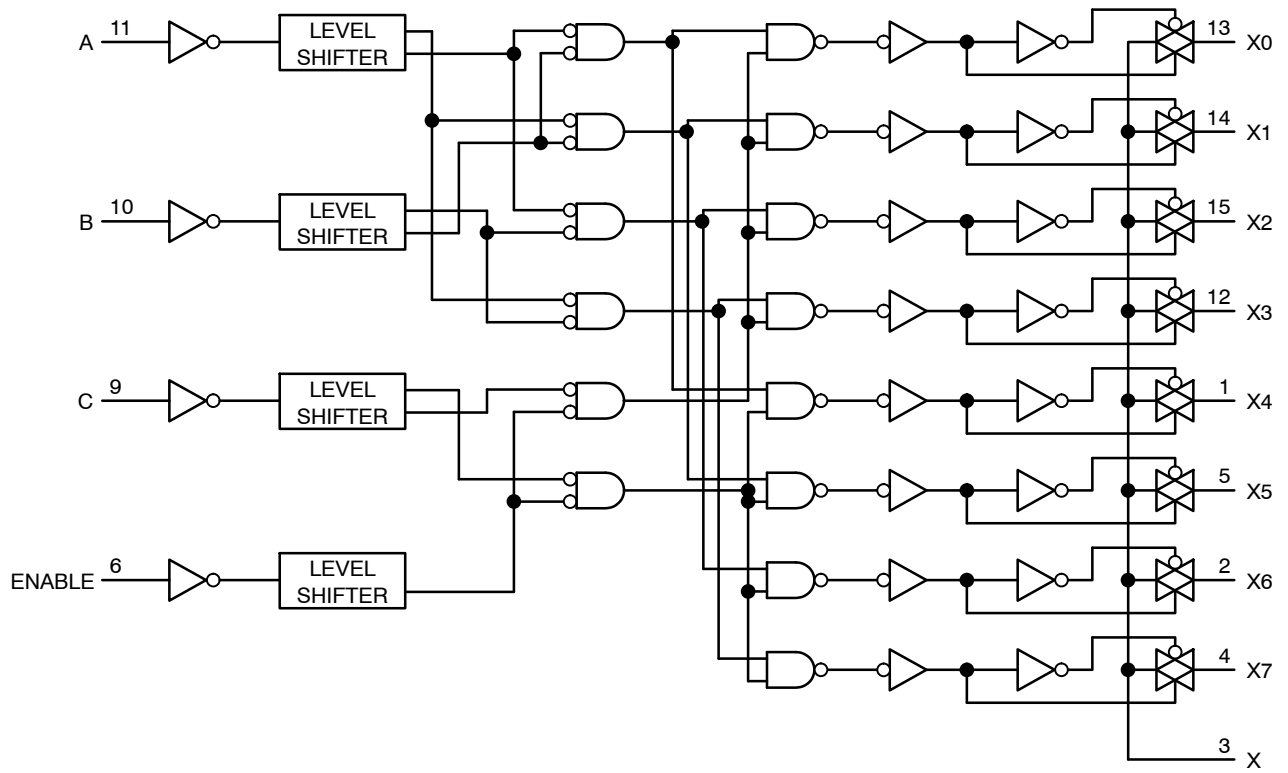 A 11 LEVEL SHIFTER 13 X0
14 X1
B 10 LEVEL SHIFTER 15 X2
12 X3
C 9 LEVEL SHIFTER 1 X4
5 X5
ENABLE 6 LEVEL SHIFTER 2 X6
4 X7
3 X